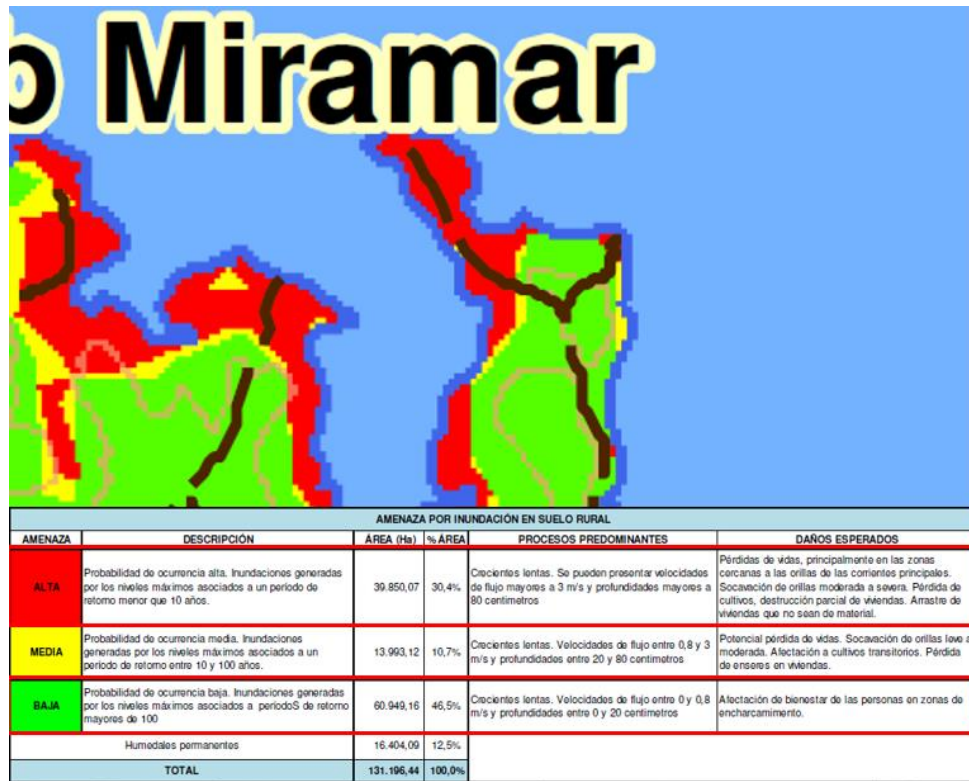 o Miramar
AMENAZA POR INUNDACIÓN EN SUELO RURAL
AMENAZA DESCRIPCIÓN ÁREA (Ha) % ÁREA PROCESOS PREDOMINANTES DAÑOS ESPERADOS
ALTA
Probabilidad de ocurrencia alta. Inundaciones generadas
por los niveles máximos asociados a un período de
retorno menor que 10 años.
39.850,07 30,4%
Crecientes lentas. Se pueden presentar velocidades
de flujo mayores a 3 m/s y profundidades mayores a
80 centimetros
Pérdidas de vidas, principalmente en las zonas
cercanas a las orillas de las corrientes principales.
Socavación de orillas moderada a severa. Pérdida de
cultivos, destrucción parcial de viviendas. Arrastre de
viviendas que no sean de material.
MEDIA
Probabilidad de ocurrencia media. Inundaciones
generadas por los niveles máximos asociados a un
período de retorno entre 10 y 100 años.
13.993,12 10,7%
Crecientes lentas. Velocidades de flujo entre 0,8 y 3
m/s y profundidades entre 20 y 80 centimetros
Potencial pérdida de vidas. Socavación de orillas leve a
moderada. Afectación a cultivos transitorios. Pérdida
de enseres en viviendas.
BAJA
Probabilidad de ocurrencia baja. Inundaciones generadas
por los niveles máximos asociados a períodoS de retorno
mayores de 100
60.949,16 46,5%
Crecientes lentas. Velocidades de flujo entre 0 y 0,8
m/s y profundidades entre 0 y 20 centimetros
Afectación de bienestar de las personas en zonas de
encharcamimento.
Humedales permanentes 16.404,09 12,5%
TOTAL 131.196,44 100,0%